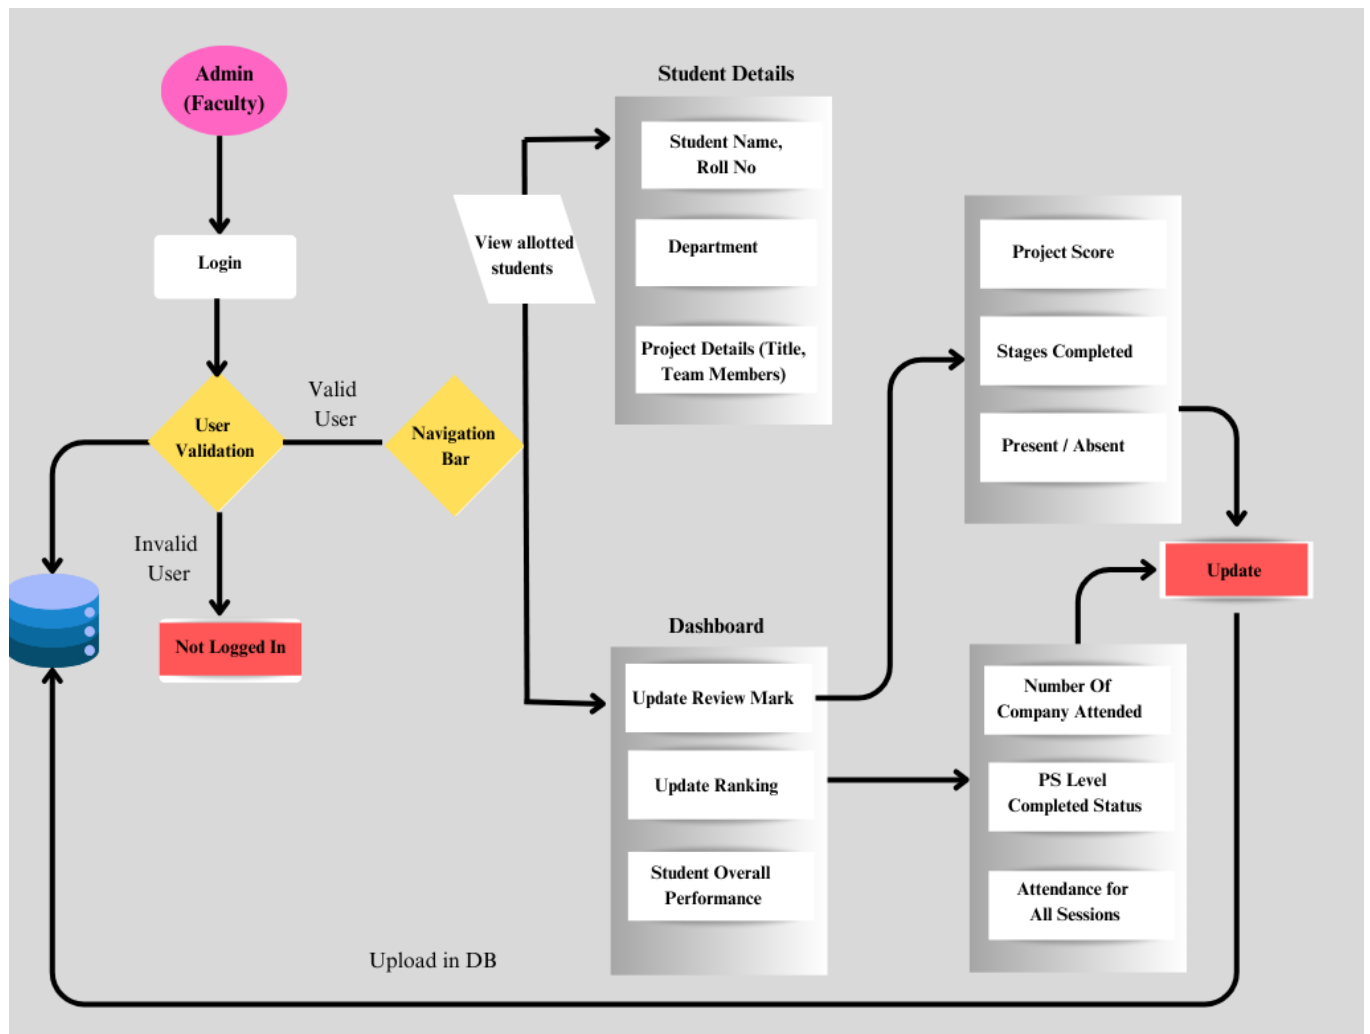 Admin
(Faculty)
Login
User
Validation
Valid
User
Navigation
Bar
Invalid
User
Not Logged In
View allotted
students
Student Details
Student Name,
Roll No
Department
Project Details (Title,
Team Members)
Dashboard
Update Review Mark
Update Ranking
Student Overall
Performance
Project Score
Stages Completed
Present / Absent
Update
Number Of
Company Attended
PS Level
Completed Status
Attendance for
All Sessions
Upload in DB